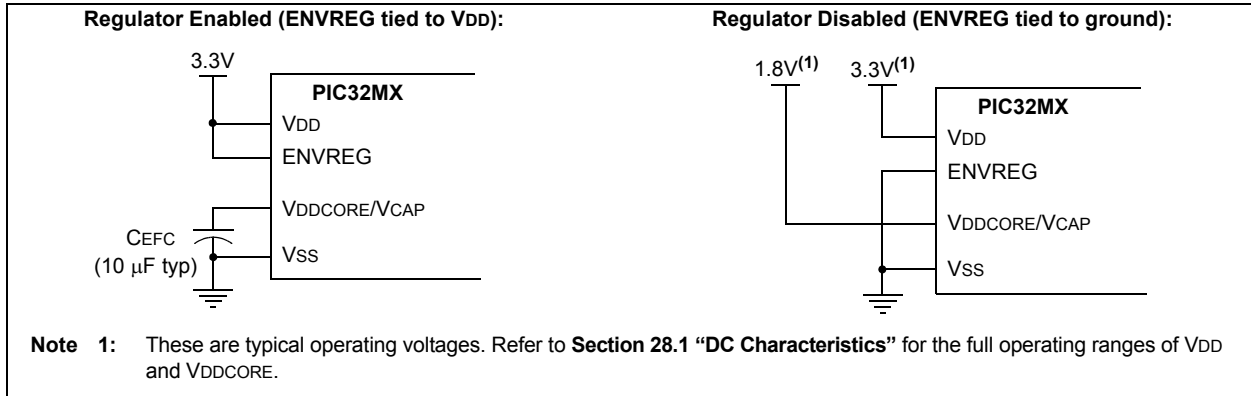 Regulator Enabled (ENVREG tied to VDD):
3.3V
PIC32MX
VDD
ENVREG
VDDCORE/VCAP
CEFC
(10 μF typ)
VSS
Regulator Disabled (ENVREG tied to ground):
1.8V(1) 3.3V(1)
PIC32MX
VDD
ENVREG
VDDCORE/VCAP
VSS
Note 1: These are typical operating voltages. Refer to Section 28.1 “DC Characteristics” for the full operating ranges of VDD
and VDDCORE.